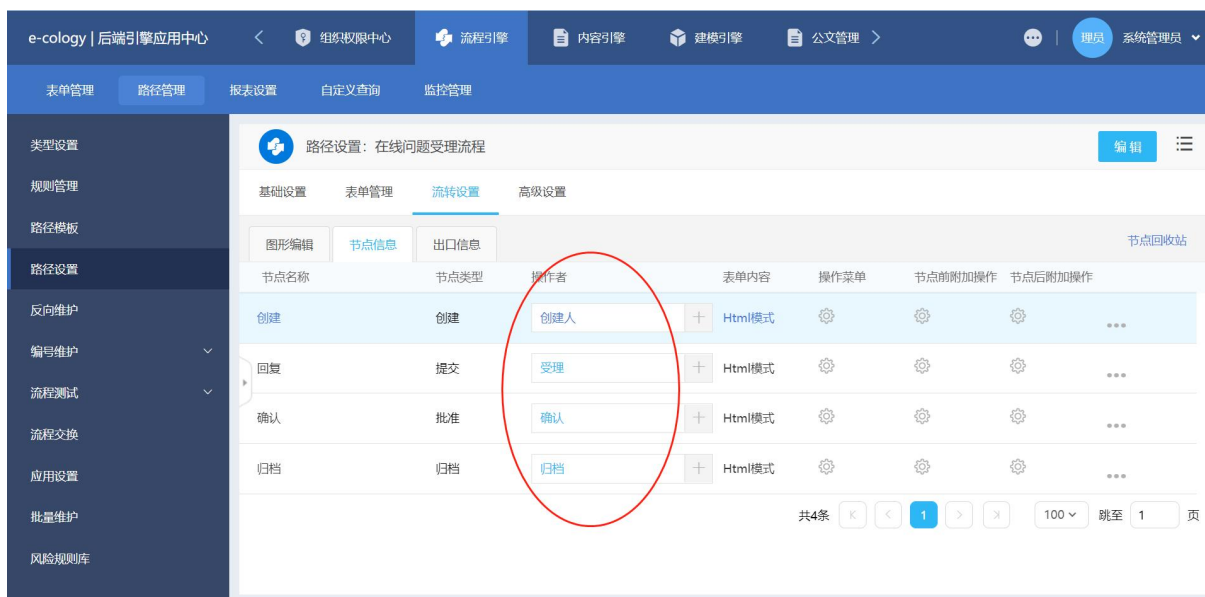 e-cology | 后端引擎应用中心 组织权限中心 流程引擎 内容引擎 建模引擎 公文管理 理员 系统管理员
表单管理 路径管理 报表设置 自定义查询 监控管理
类型设置
规则管理
路径模板
路径设置
反向维护
编号维护
流程测试
流程交换
应用设置
批量维护
风险规则库
路径设置：在线问题受理流程 编辑
基础设置 表单管理 流转设置 高级设置
图形编辑 节点信息 出口信息 节点回收站
节点名称 节点类型 操作者 表单内容 操作菜单 节点前附加操作 节点后附加操作
创建 创建 创建人 Html模式
回复 提交 受理 Html模式
确认 批准 确认 Html模式
归档 归档 归档 Html模式
共4条 1 100 跳至 1 页